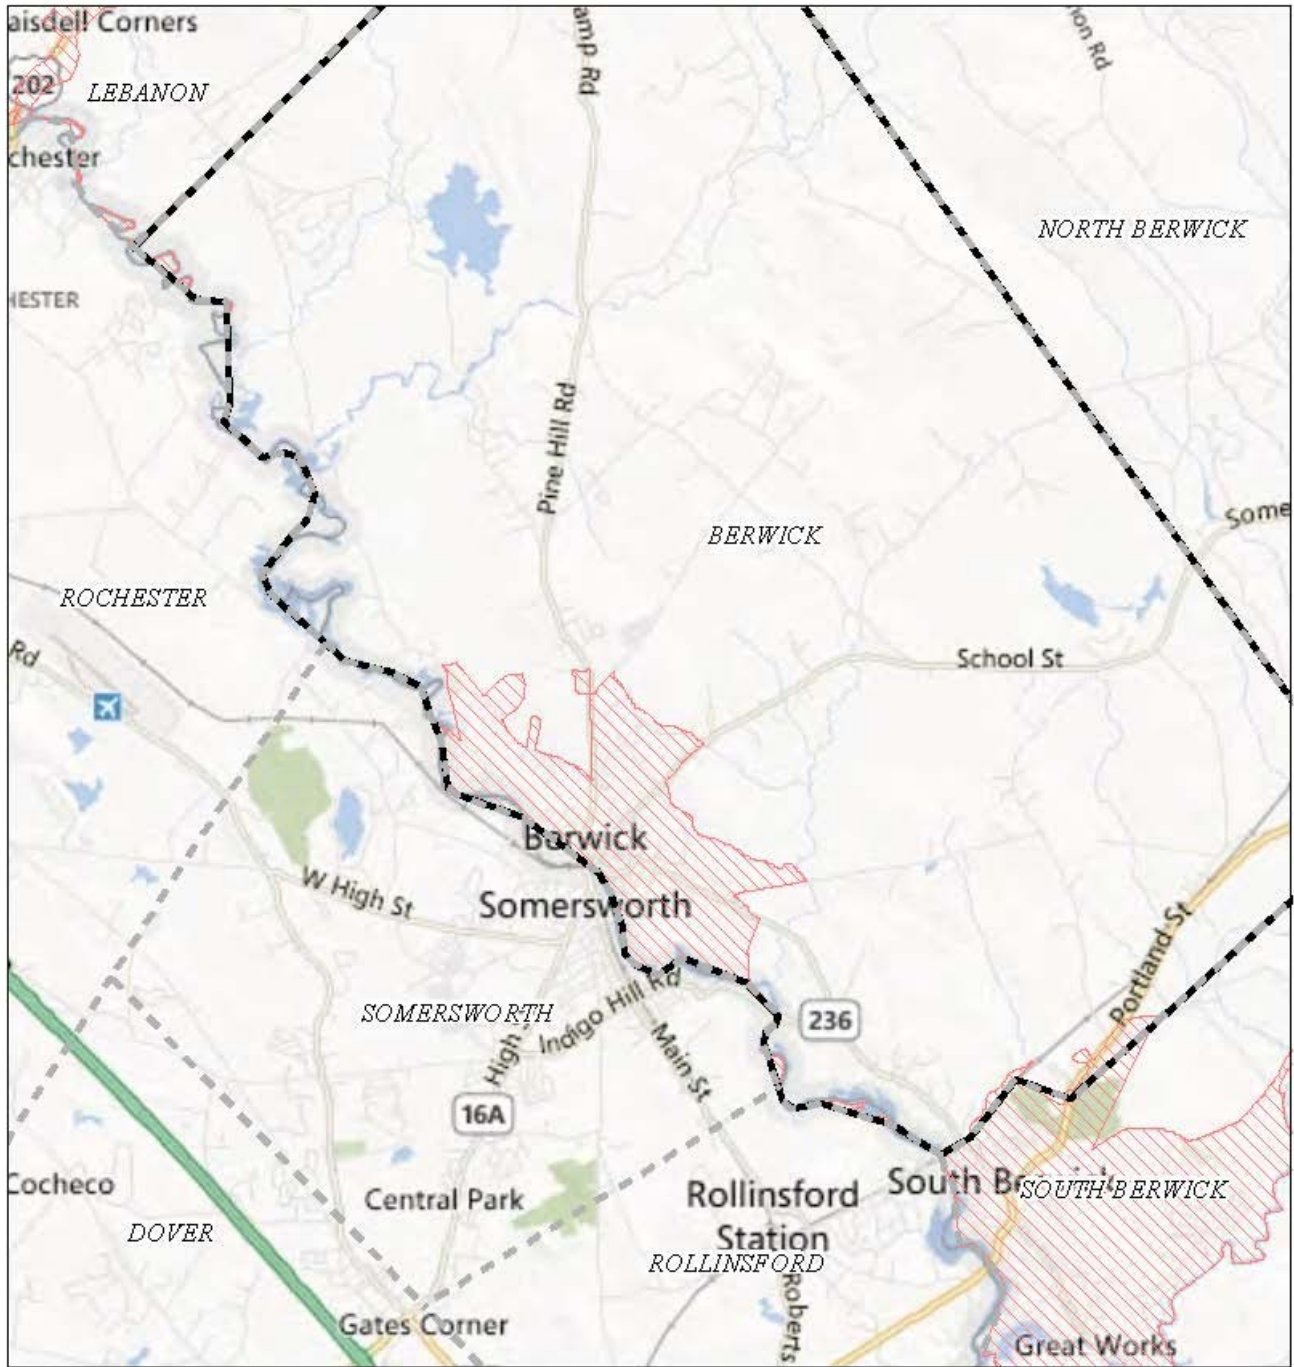 aisdell Corners
amp Rd
non Rd
202
LEBANON
chester
NORTH BERWICK
HESTER
Pine Hill Rd
Some
BERWICK
ROCHESTER
Rd
School St
Berwick
W High St
Somersworth
Portland St
SOMERSWORTH
Indigo Hill Rd
236
High
Main St
16A
Cocheco
Central Park
Rollinsford
Station
South Berwick
SOUTH BERWICK
DOVER
ROLLINSFORD
Roberts
Gates Corner
Great Works